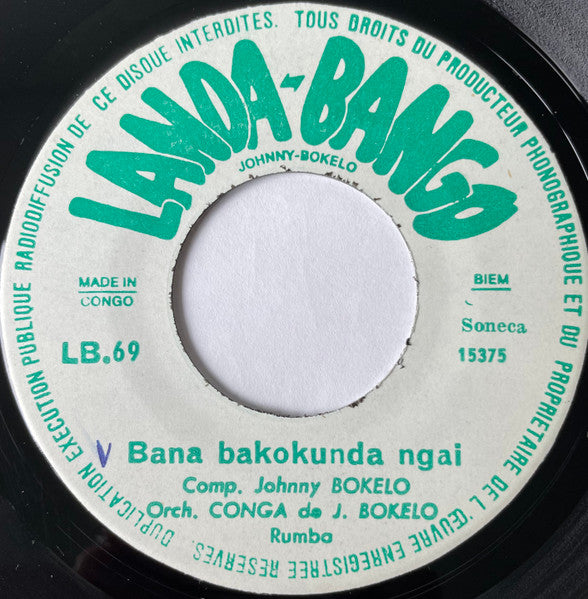 TOUS DROITS DU PRODUCTEUR PHONOGRAPHIQUE ET DU PROPRIETAIRE DE L'ŒUVRE ENREGISTREE RESERVES. DUPLICATION EXECUTION PUBLIQUE RADIODIFFUSION DE CE DISQUE INTERDITES.
LANDA-BANGO
JOHNNY-BOKELO
MADE IN
CONGO
BIEM
LB.69
Soneca
15375
V Bana bakokunda ngai
Comp. Johnny BOKELO
Orch. CONGA de J. BOKELO
Rumba